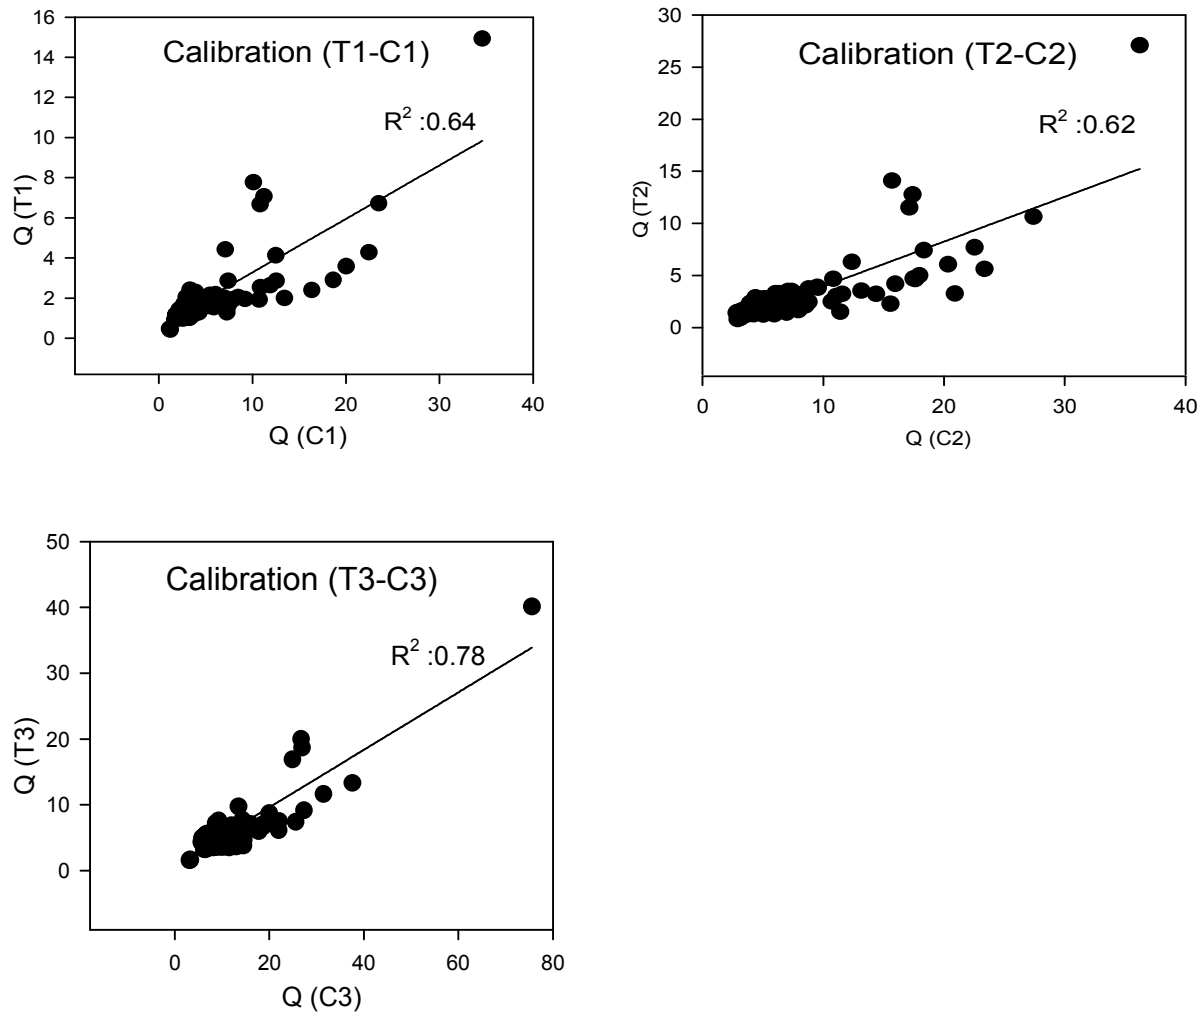 Calibration (T1-C1)
R² :0.64
16
14
12
10
8
6
4
2
0
Q (T1)
0 10 20 30 40
Q (C1)
Calibration (T2-C2)
R² :0.62
30
25
20
15
10
5
0
Q (T2)
0 10 20 30 40
Q (C2)
Calibration (T3-C3)
R² :0.78
50
40
30
20
10
0
Q (T3)
0 20 40 60 80
Q (C3)